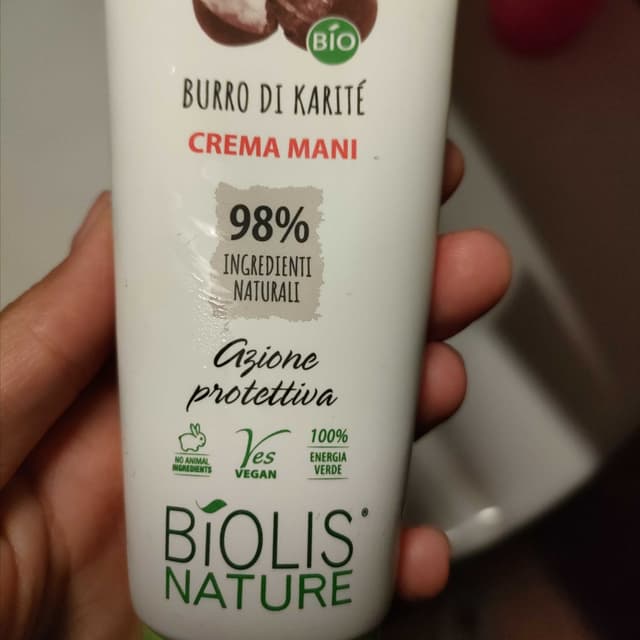 BIO
BURRO DI KARITÉ
CREMA MANI
98%
INGREDIENTI
NATURALI
Azione
protettiva
NO ANIMAL
INGREDIENTS
Yes
VEGAN
100%
ENERGIA
VERDE
BiOLIS®
NATURE